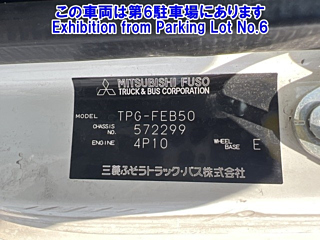 この車両は第6駐車場にあります
Exhibition from Parking Lot No.6
MITSUBISHI FUSO
TRUCK & BUS CORPORATION
MODEL TPG-FEB50
CHASSIS NO. 572299
ENGINE 4P10 WHEEL BASE E
三菱ふそうトラック・バス株式会社